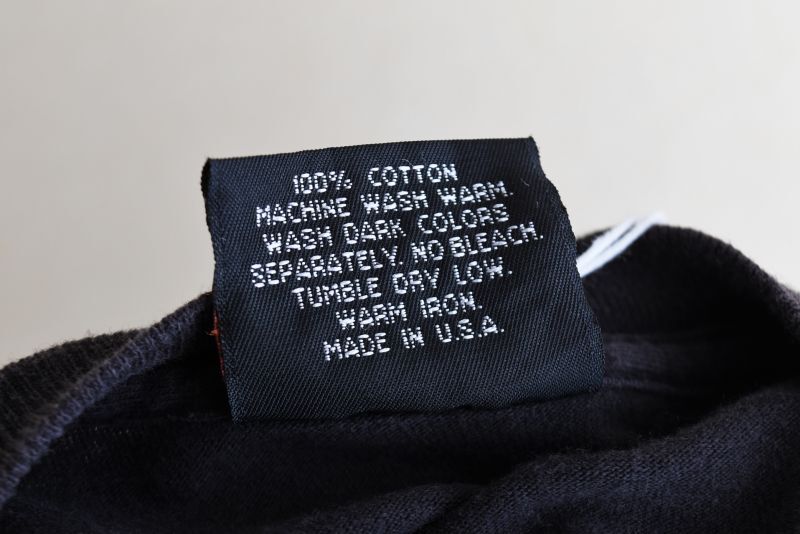 100% COTTON
MACHINE WASH WARM.
WASH DARK COLORS
SEPARATELY. NO BLEACH.
TUMBLE DRY LOW.
WARM IRON.
MADE IN U.S.A.